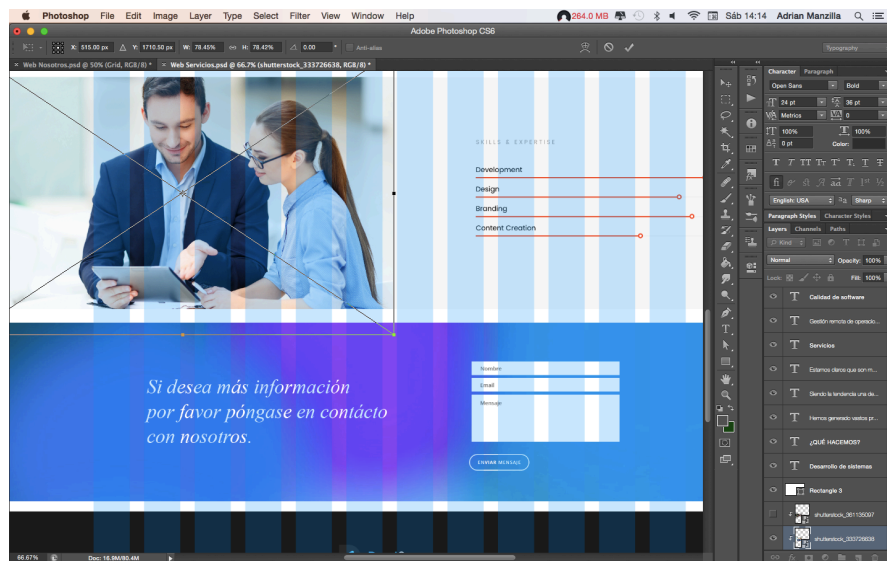 Photoshop File Edit Image Layer Type Select Filter View Window Help 264.0 MB Sáb 14:14 Adrian Manzilla
Adobe Photoshop CS6
X: 515.00 px Y: 1710.50 px W: 78.45% H: 78.42% 0.00 ° Anti-alias Typography
× Web Nosotros.psd @ 50% (Grid, RGB/8) * × Web Servicios.psd @ 66.7% (shutterstock_333726638, RGB/8) *
SKILLS & EXPERTISE
Development
Design
Branding
Content Creation
Si desea más información
por favor póngase en contácto
con nosotros.
Nombre
Email
Mensaje
ENVIAR MENSAJE
66.67% Doc: 16.9M/80.4M
Character Paragraph
Open Sans Bold
24 pt 36 pt
Metrics 0
100% 100%
0 pt Color:
English: USA aa Sharp
Paragraph Styles Character Styles
Layers Channels Paths
Kind
Normal Opacity: 100%
Lock: Fill: 100%
Calidad de software
Gestión remota de operacio...
Servicios
Estamos claros que son m...
Siendo la tendencia una de...
Hemos generado vastos pr...
¿QUÉ HACEMOS?
Desarrollo de sistemas
Rectangle 3
shutterstock_361135097
shutterstock_333726638